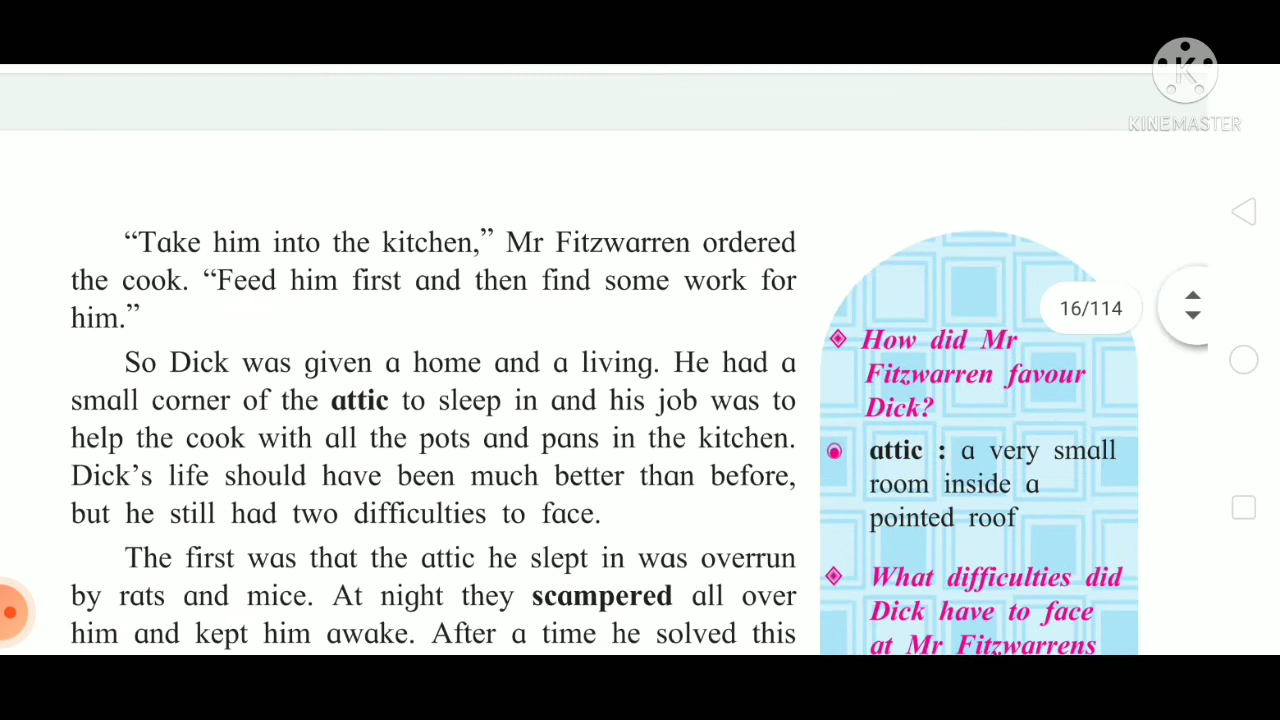 KINEMASTER
“Take him into the kitchen,” Mr Fitzwarren ordered
the cook. “Feed him first and then find some work for
him.”
So Dick was given a home and a living. He had a
small corner of the attic to sleep in and his job was to
help the cook with all the pots and pans in the kitchen.
Dick’s life should have been much better than before,
but he still had two difficulties to face.
The first was that the attic he slept in was overrun
by rats and mice. At night they scampered all over
him and kept him awake. After a time he solved this
16/114
How did Mr
Fitzwarren favour
Dick?
attic : a very small
room inside a
pointed roof
What difficulties did
Dick have to face
at Mr Fitzwarrens